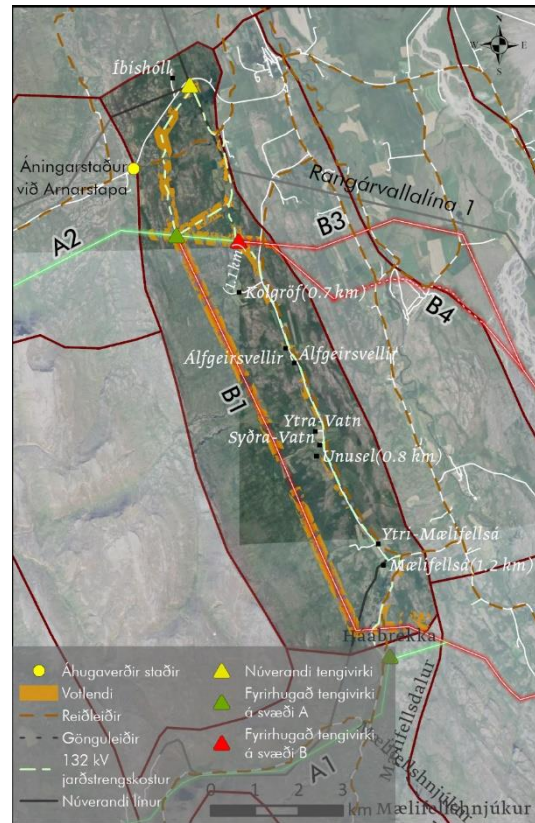 N
W
E
S
Íbishóll
Áningarstaður
við Arnarstapa
Rangárvallalína 1
A2
B3
(1.1 km)
B4
Kolgröf(0.7 km)
Álfgeirsvellir
Álfgeirsvellir
B1
Ytra-Vatn
Syðra-Vatn
Unusel(0.8 km)
Ytri-Mælifellsá
Mælifellsá(1.2 km)
Haabrekka
Mælifellsdalur
A1
Mælifellshnjúkur
Áhugaverðir staðir
Votlendi
Reiðleiðir
Gönguleiðir
132 kV
jarðstrengskostur
Núverandi línur
Núverandi tengivirki
Fyrirhugað tengivirki
á svæði A
Fyrirhugað tengivirki
á svæði B
0 1 2 3
km